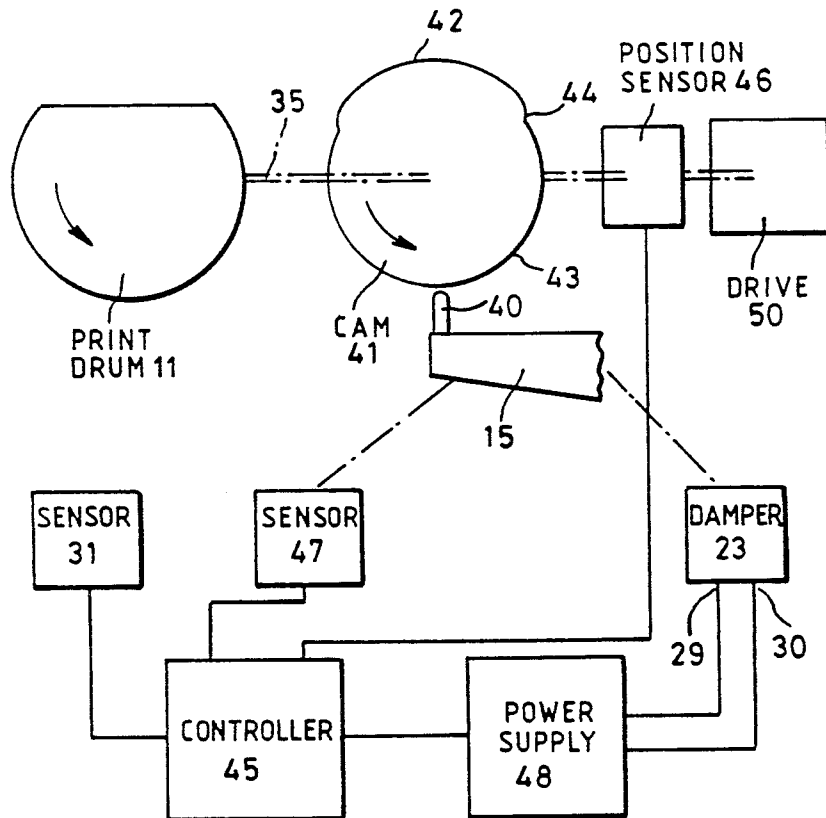 42
POSITION
SENSOR 46
44
35
43
40
DRIVE
50
CAM
41
PRINT
DRUM 11
15
SENSOR
31
SENSOR
47
DAMPER
23
29
30
CONTROLLER
45
POWER
SUPPLY
48